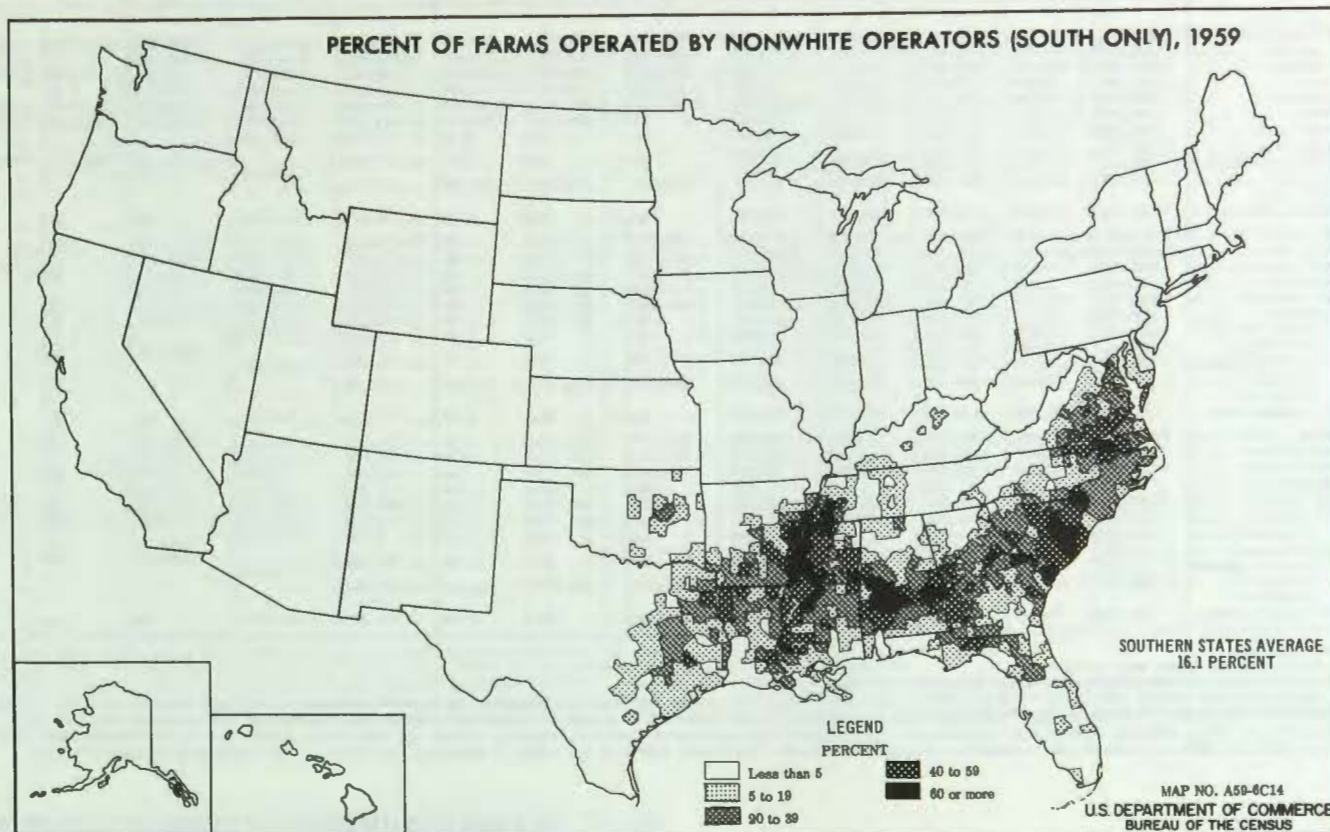 PERCENT OF FARMS OPERATED BY NONWHITE OPERATORS (SOUTH ONLY), 1959
SOUTHERN STATES AVERAGE
16.1 PERCENT
LEGEND
PERCENT
Less than 5
5 to 19
20 to 39
40 to 59
60 or more
MAP NO. A59-6C14
U.S. DEPARTMENT OF COMMERCE
BUREAU OF THE CENSUS